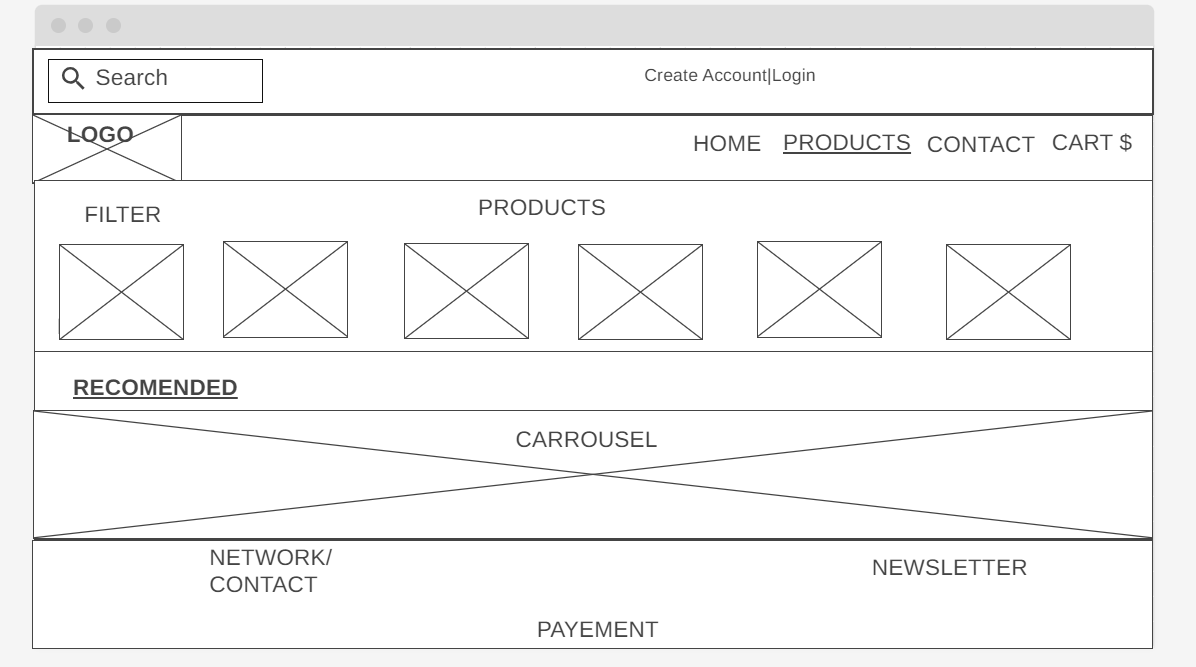 Search
Create Account|Login
LOGO
HOME
PRODUCTS
CONTACT
CART $
FILTER
PRODUCTS
RECOMENDED
CARROUSEL
NETWORK/
CONTACT
NEWSLETTER
PAYEMENT